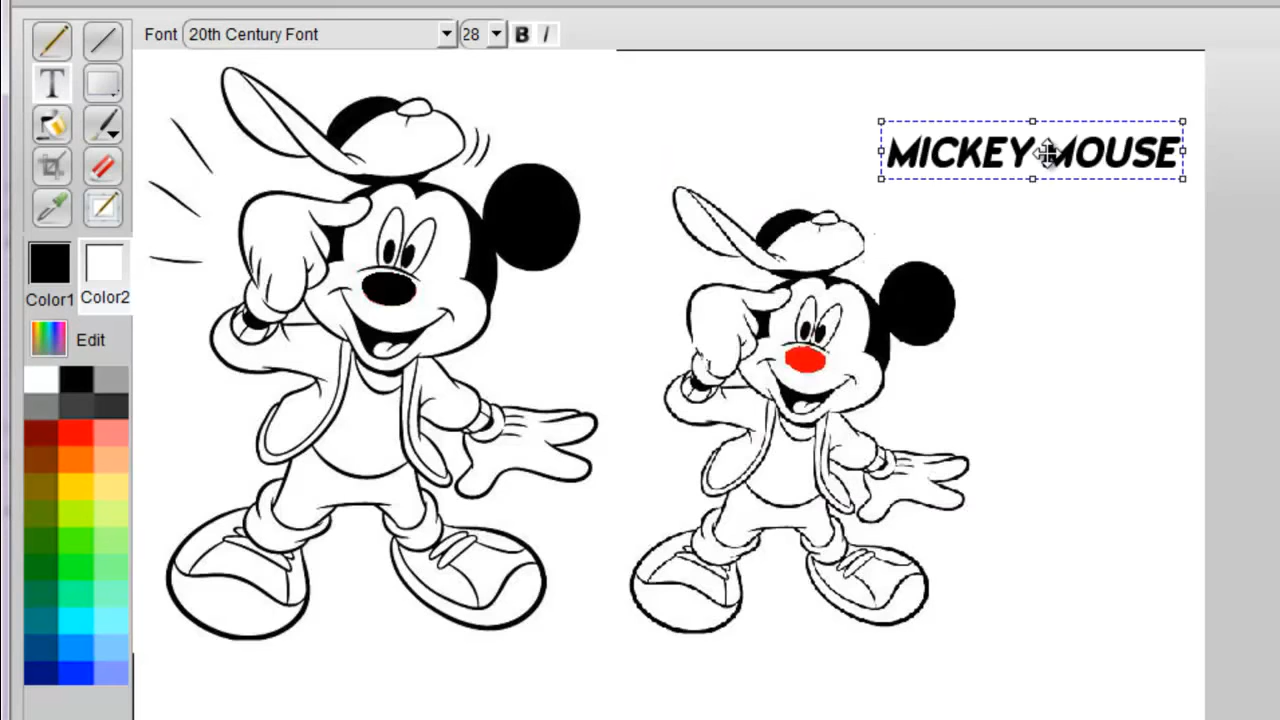 Font 20th Century Font 28 B I
T
MICKEY MOUSE
Color1 Color2
Edit